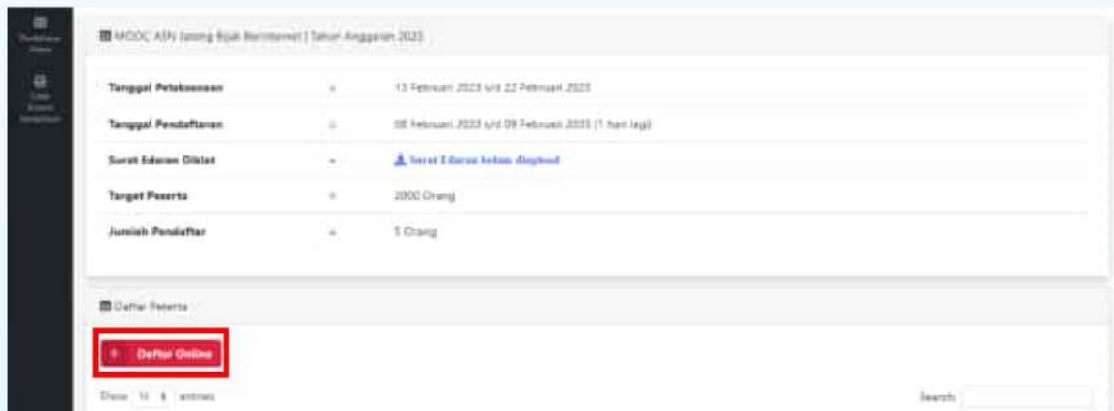 MOOC ASN Jateng Bijak Berinternet | Tahun Anggaran 2023
Tanggal Pelaksanaan = 13 Februari 2023 s/d 22 Februari 2023
Tanggal Pendaftaran = 08 Februari 2023 s/d 09 Februari 2023 (1 hari lagi)
Surat Edaran Diklat = Surat Edaran belum diupload
Target Peserta = 2000 Orang
Jumlah Pendaftar = 5 Orang
Daftar Peserta
+ Daftar Online
Show 10 entries
Search: